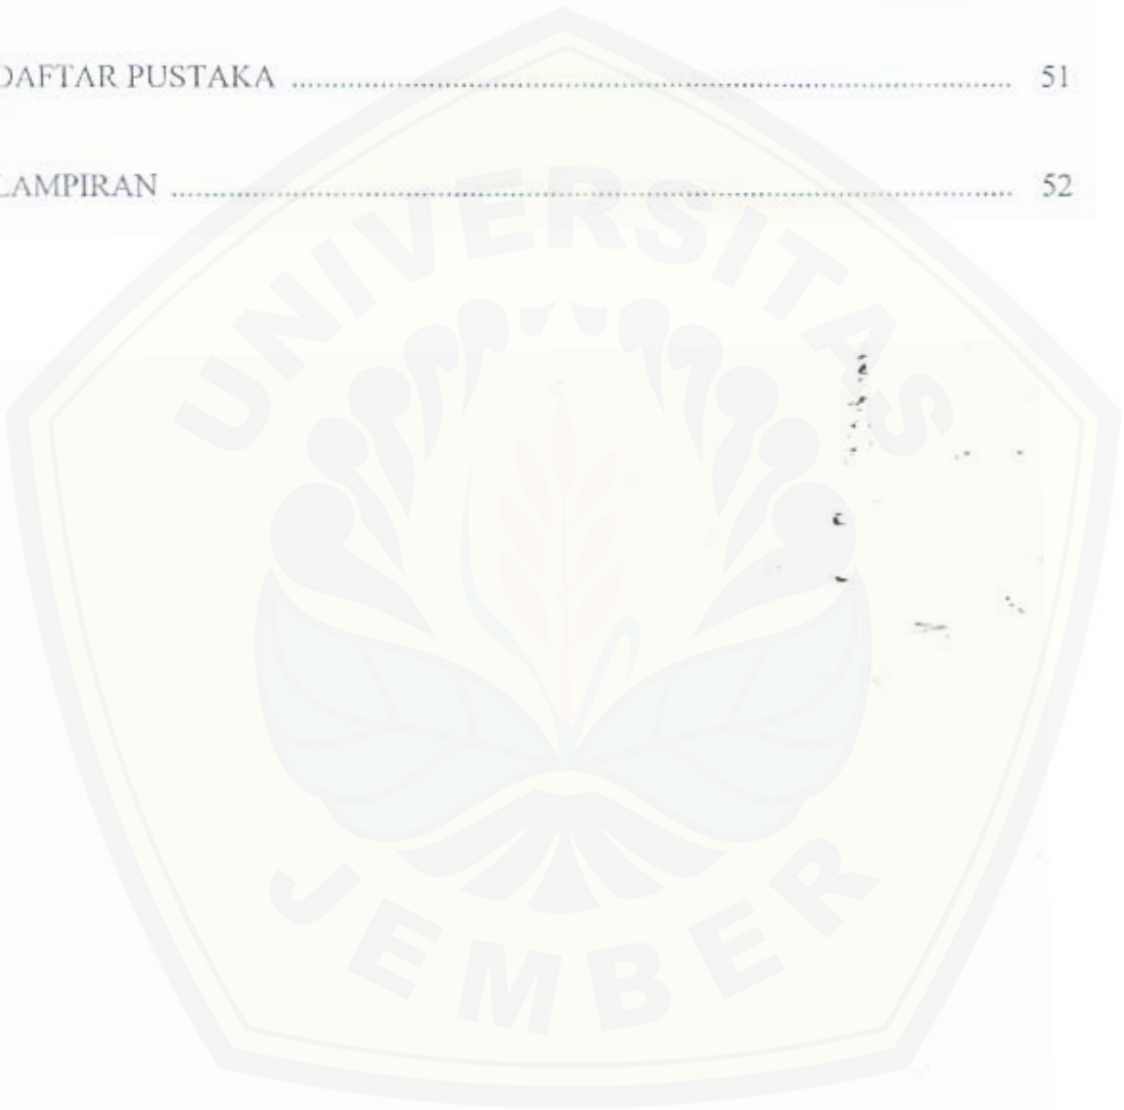 DAFTAR PUSTAKA .......... 51
LAMPIRAN .......... 52
UNIVERSITAS
JEMBER